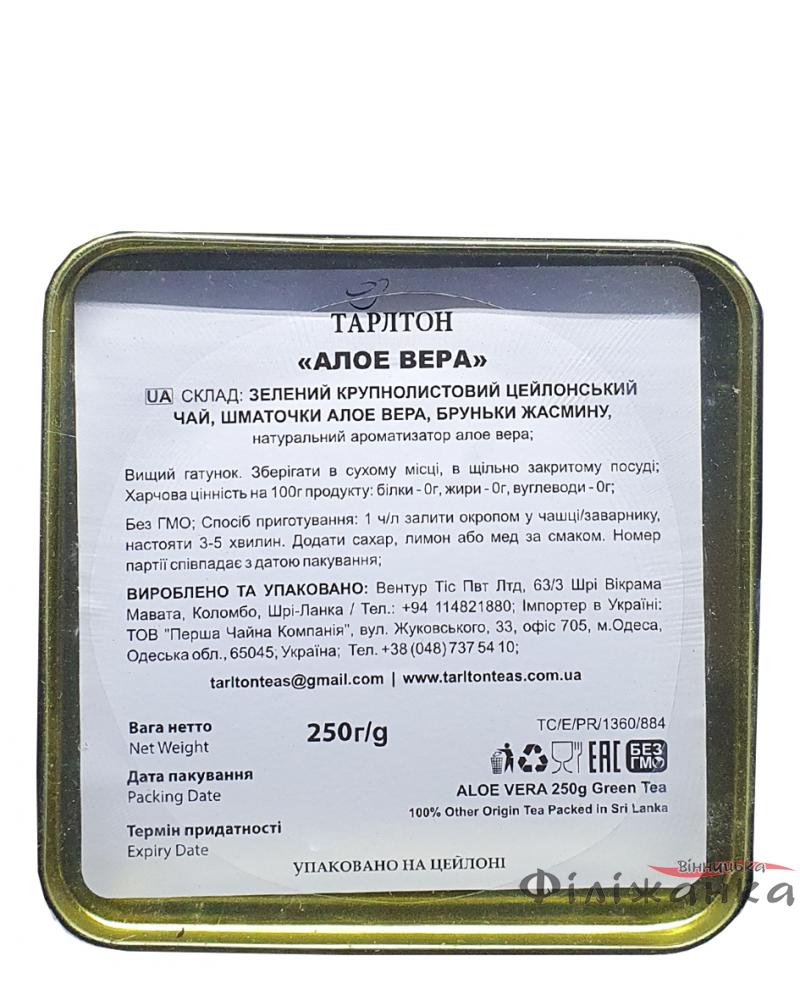 ТАРЛТОН
«АЛОЕ ВЕРА»
UA СКЛАД: ЗЕЛЕНИЙ КРУПНОЛИСТОВИЙ ЦЕЙЛОНСЬКИЙ
ЧАЙ, ШМАТОЧКИ АЛОЕ ВЕРА, БРУНЬКИ ЖАСМИНУ,
натуральний ароматизатор алое вера;
Вищий гатунок. Зберігати в сухому місці, в щільно закритому посуді;
Харчова цінність на 100г продукту: білки - 0г, жири - 0г, вуглеводи - 0г;
Без ГМО; Спосіб приготування: 1 ч/л залити окропом у чашці/заварнику,
настояти 3-5 хвилин. Додати сахар, лимон або мед за смаком. Номер
партії співпадає з датою пакування;
ВИРОБЛЕНО ТА УПАКОВАНО: Вентур Тіс Пвт Лтд, 63/3 Шрі Вікрама
Мавата, Коломбо, Шрі-Ланка / Тел.: +94 114821880; Імпортер в Україні:
ТОВ "Перша Чайна Компанія", вул. Жуковського, 33, офіс 705, м.Одеса,
Одеська обл., 65045; Україна; Тел. +38 (048) 737 54 10;
tarltonteas@gmail.com | www.tarltonteas.com.ua
Вага нетто
Net Weight
250г/g
TC/E/PR/1360/884
EAC БЕЗ ГМО
Дата пакування
Packing Date
ALOE VERA 250g Green Tea
100% Other Origin Tea Packed in Sri Lanka
Термін придатності
Expiry Date
УПАКОВАНО НА ЦЕЙЛОНІ
Вінницька
Філіжанка